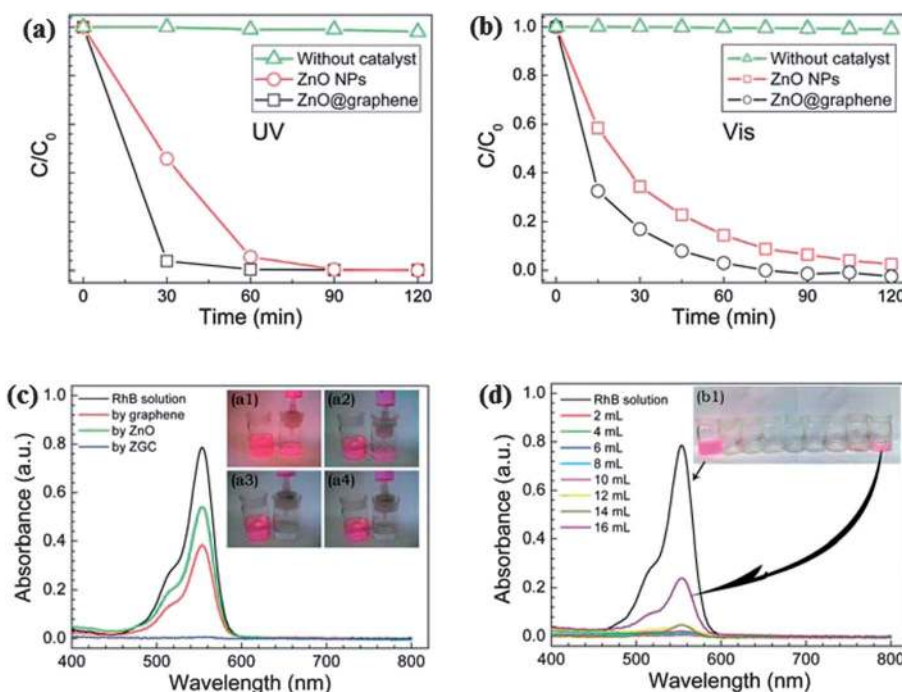 (a)
Without catalyst
ZnO NPs
ZnO@graphene
UV
C/C0
0 30 60 90 120
Time (min)
(b)
1.0
0.8
0.6
0.4
0.2
0.0
Without catalyst
ZnO NPs
ZnO@graphene
Vis
C/C0
0 30 60 90 120
Time (min)
(c)
1.0
0.8
0.6
0.4
0.2
0.0
RhB solution
by graphene
by ZnO
by ZGC
(a1) (a2)
(a3) (a4)
Absorbance (a.u.)
400 500 600 700 800
Wavelength (nm)
(d)
1.0
0.8
0.6
0.4
0.2
0.0
RhB solution
2 mL
4 mL
6 mL
8 mL
10 mL
12 mL
14 mL
16 mL
(b1)
Absorbance (a.u.)
400 500 600 700 800
Wavelength (nm)